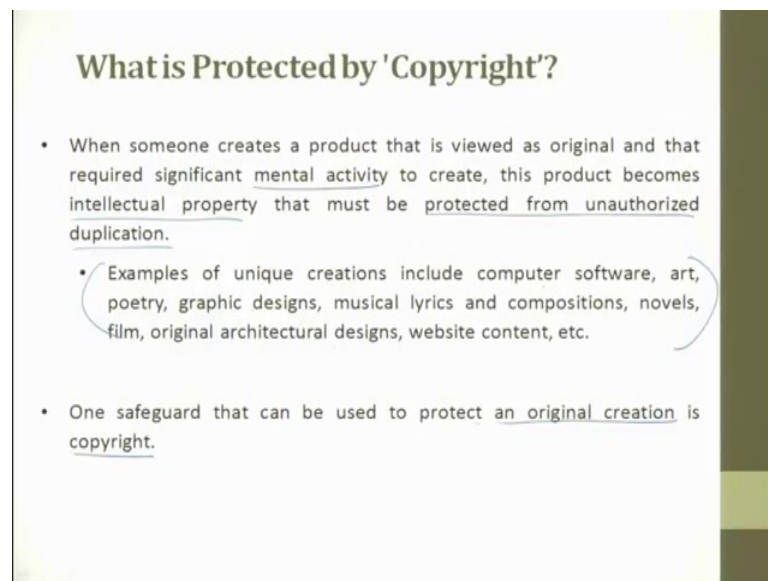 What is Protected by 'Copyright'?
• When someone creates a product that is viewed as original and that
required significant mental activity to create, this product becomes
intellectual property that must be protected from unauthorized
duplication.
• Examples of unique creations include computer software, art,
poetry, graphic designs, musical lyrics and compositions, novels,
film, original architectural designs, website content, etc.
• One safeguard that can be used to protect an original creation is
copyright.